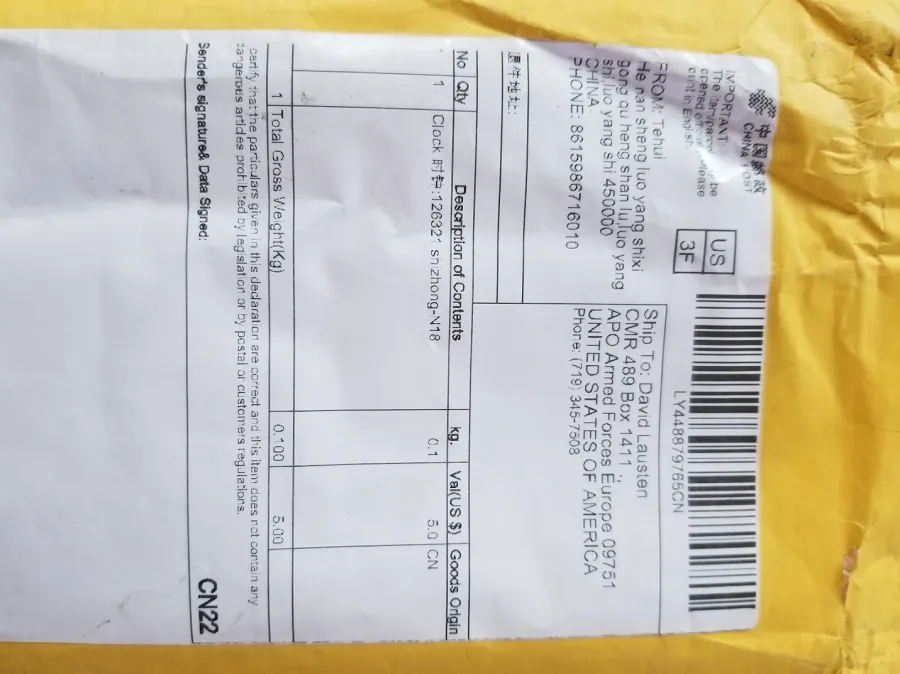 中国邮政
CHINA POST
IMPORTANT:
The item/parcel may be
opened officially. Please
print in English.
US
3F
LY448879765CN
FROM: Tehui
He nan sheng luo yang shixi
gong qu heng shan lu,luo yang
shi,luo yang shi 450000
CHINA
PHONE: 8615986716010
Ship To: David Lausten
CMR 489 Box 1411
APO Armed Forces Europe 09751
UNITED STATES OF AMERICA
Phone: (719) 345-7508
退件地址:
No Qty Description of Contents kg. Val(US $) Goods Origin
1 1 Clock 时钟:126321 shizhong-N18 0.1 5.0 CN
1 Total Gross Weight(Kg) 0.100 5.00
certify that the particulars given in this declaration are correct and this item does not contain any
dangerous articles prohibited by legislation or by postal or customers regulations.
Sender's signature& Data Signed:
CN22